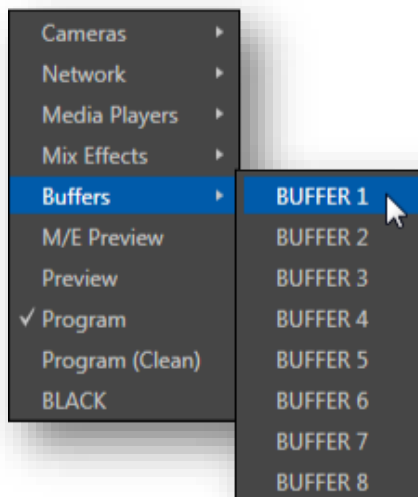 Cameras
Network
Media Players
Mix Effects
Buffers
M/E Preview
Preview
✓ Program
Program (Clean)
BLACK
BUFFER 1
BUFFER 2
BUFFER 3
BUFFER 4
BUFFER 5
BUFFER 6
BUFFER 7
BUFFER 8